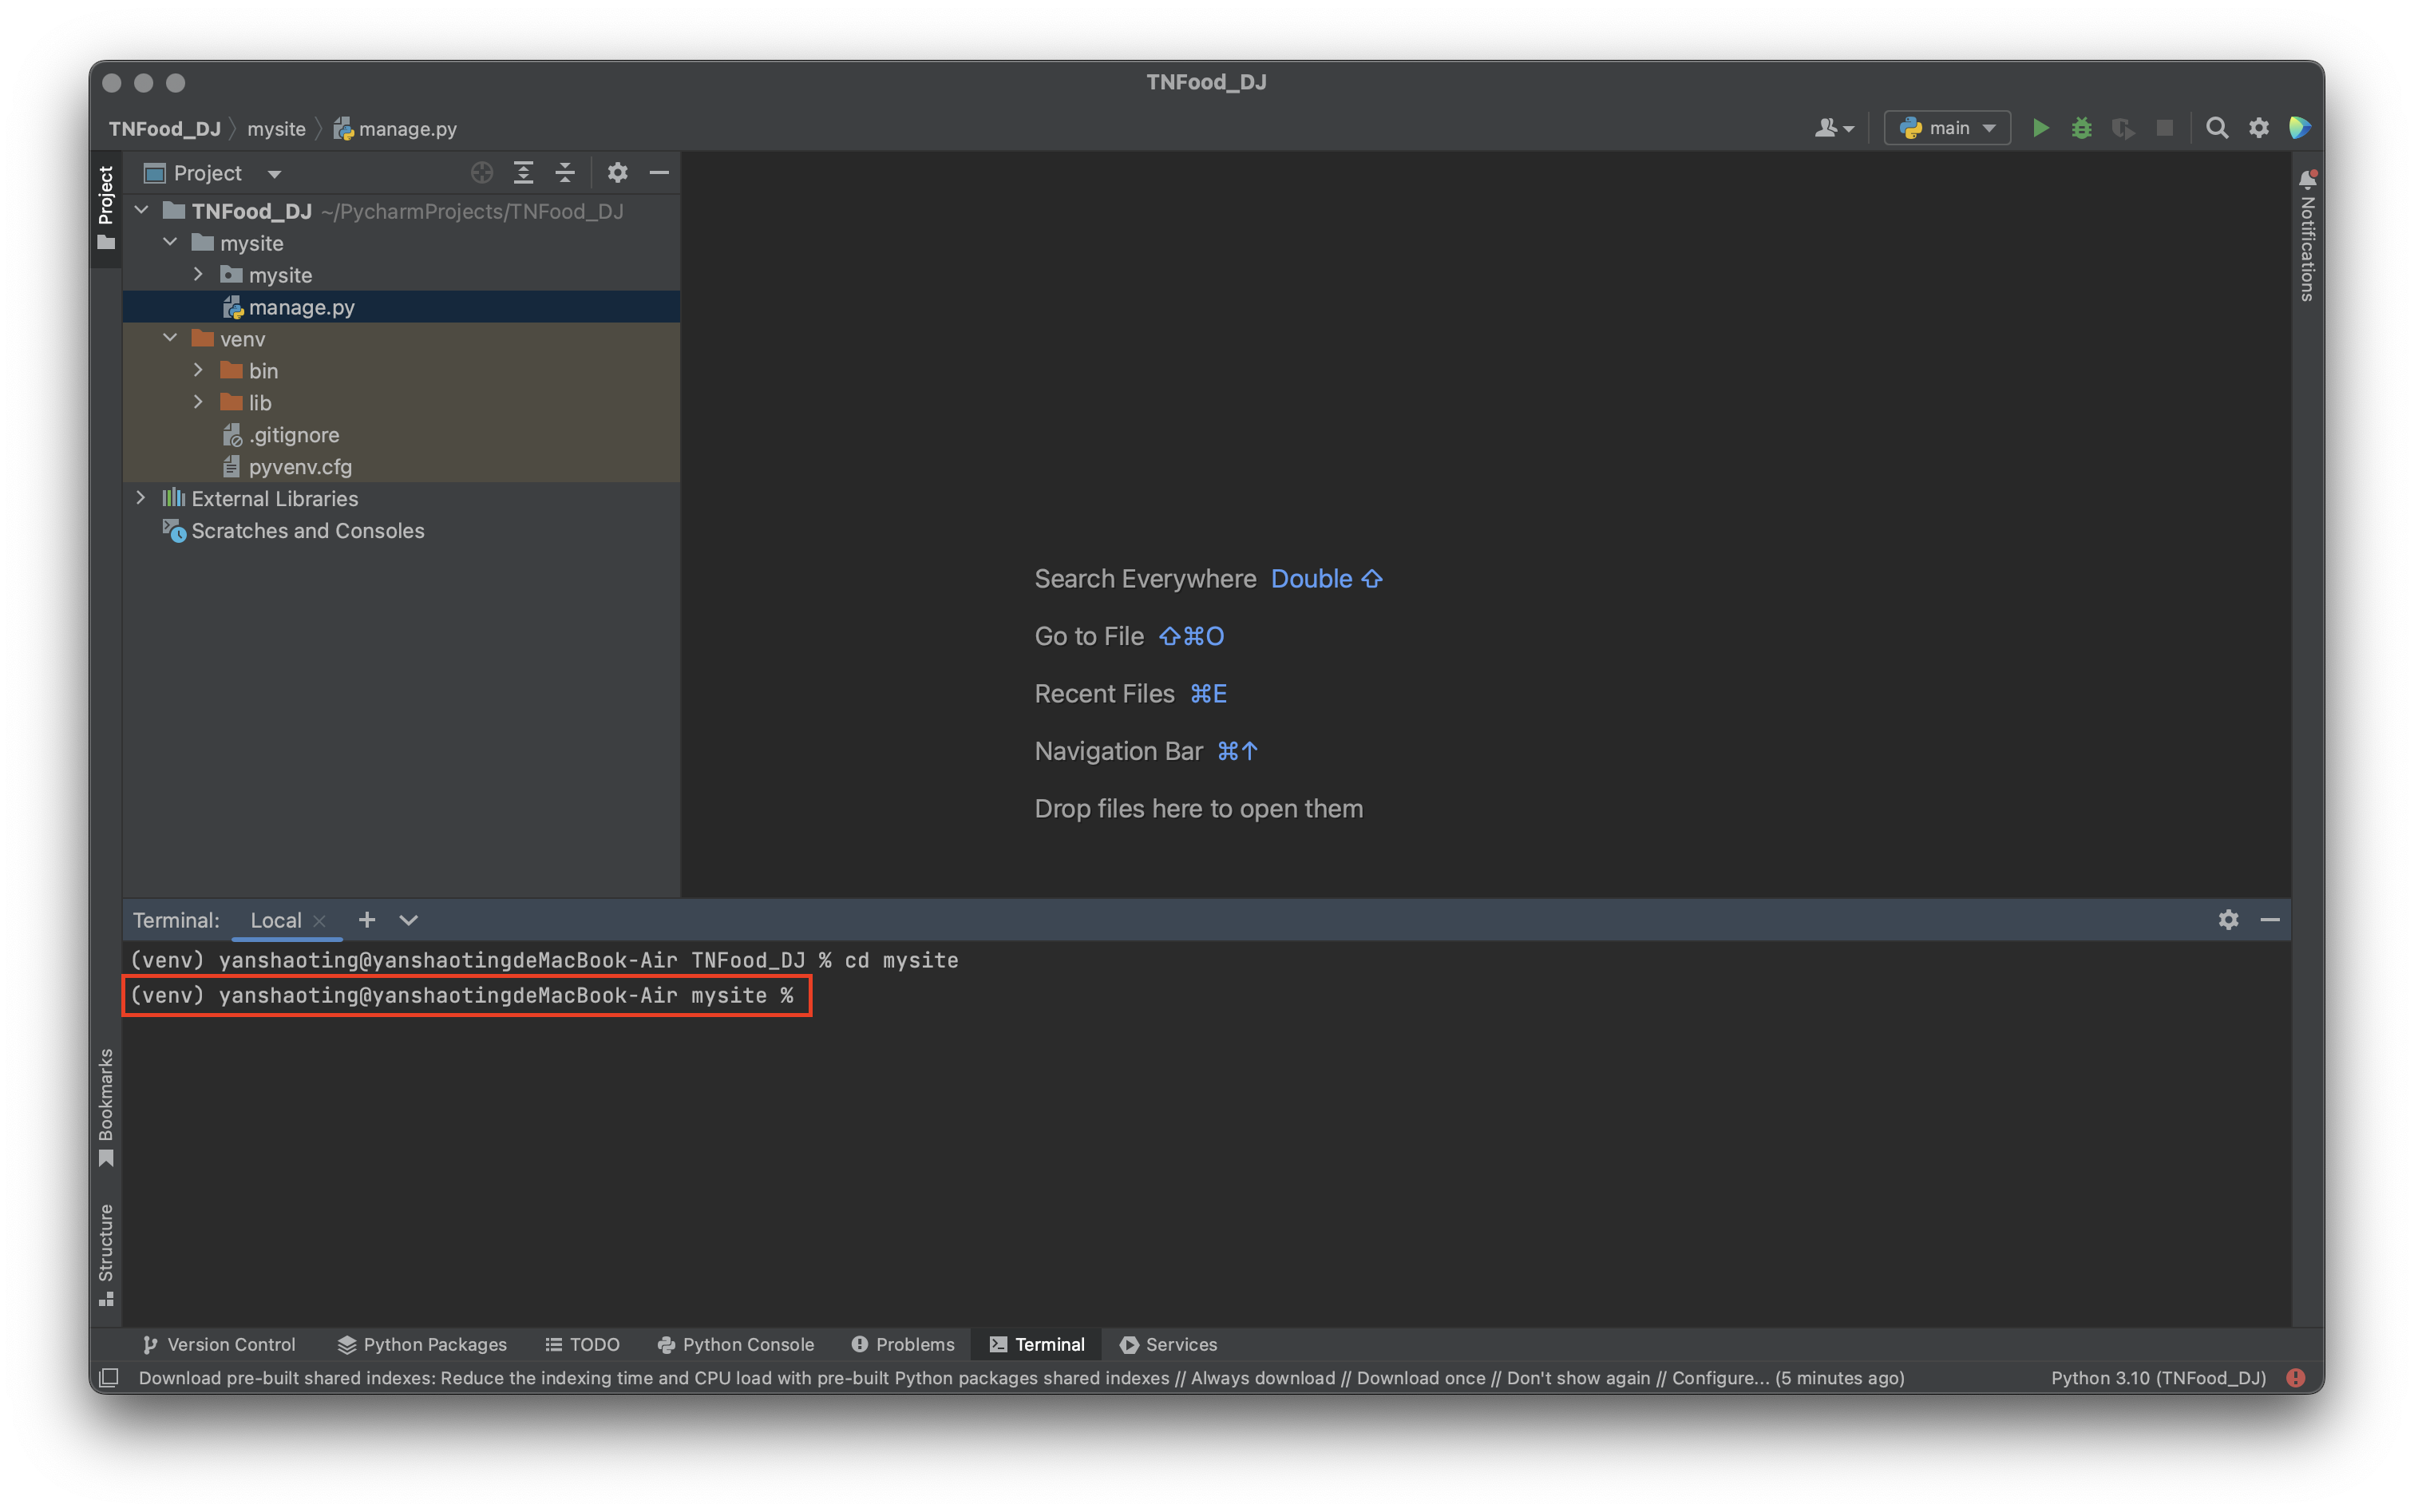 TNFood_DJ
TNFood_DJ mysite manage.py main
Project
Project
TNFood_DJ ~/PycharmProjects/TNFood_DJ
mysite
mysite
manage.py
venv
bin
lib
.gitignore
pyvenv.cfg
External Libraries
Scratches and Consoles
Notifications
Search Everywhere Double ⇧
Go to File ⇧⌘O
Recent Files ⌘E
Navigation Bar ⌘↑
Drop files here to open them
Terminal: Local
(venv) yanshaoting@yanshaotingdeMacBook-Air TNFood_DJ % cd mysite
(venv) yanshaoting@yanshaotingdeMacBook-Air mysite %
Bookmarks
Structure
Version Control Python Packages TODO Python Console Problems Terminal Services
Download pre-built shared indexes: Reduce the indexing time and CPU load with pre-built Python packages shared indexes // Always download // Download once // Don't show again // Configure... (5 minutes ago) Python 3.10 (TNFood_DJ)